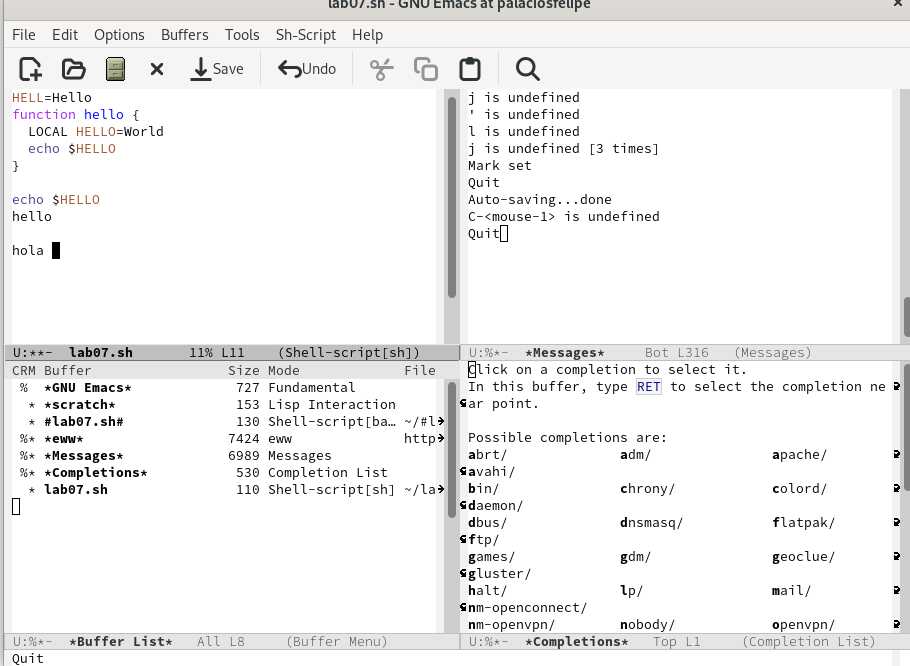 lab07.sh - GNU Emacs at palaciosfelipe
File Edit Options Buffers Tools Sh-Script Help
Save Undo
HELL=Hello
function hello {
  LOCAL HELLO=World
  echo $HELLO
}
echo $HELLO
hello
hola
U:**-  lab07.sh       11% L11    (Shell-script[sh])
j is undefined
' is undefined
l is undefined
j is undefined [3 times]
Mark set
Quit
Auto-saving...done
C-<mouse-1> is undefined
Quit
U:%*-  *Messages*     Bot L316   (Messages)
CRM Buffer                Size Mode             File
 %  *GNU Emacs*            727 Fundamental
  * *scratch*              153 Lisp Interaction
  * #lab07.sh#             130 Shell-script[ba… ~/#l
 %* *eww*                 7424 eww              http
 %* *Messages*            6989 Messages
 %* *Completions*          530 Completion List
  * lab07.sh               110 Shell-script[sh] ~/la
U:%*-  *Buffer List*   All L8     (Buffer Menu)
Click on a completion to select it.
In this buffer, type RET to select the completion ne
ar point.
Possible completions are:
abrt/              adm/               apache/
avahi/
bin/               chrony/            colord/
daemon/
dbus/              dnsmasq/           flatpak/
ftp/
games/             gdm/               geoclue/
gluster/
halt/              lp/                mail/
nm-openconnect/
nm-openvpn/        nobody/            openvpn/
U:%*-  *Completions*   Top L1     (Completion List)
Quit